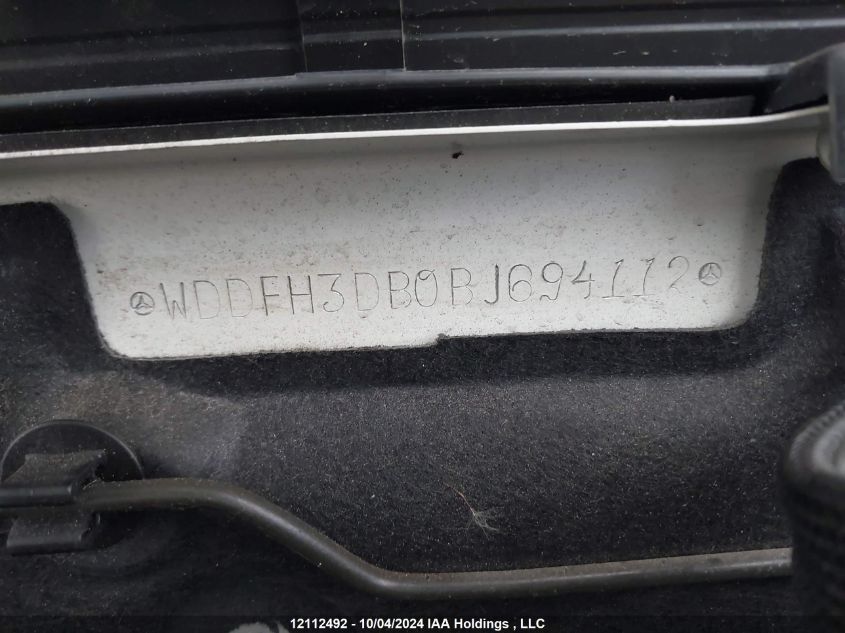 WDDFH3DB0BJ694112
12112492 - 10/04/2024 IAA Holdings , LLC